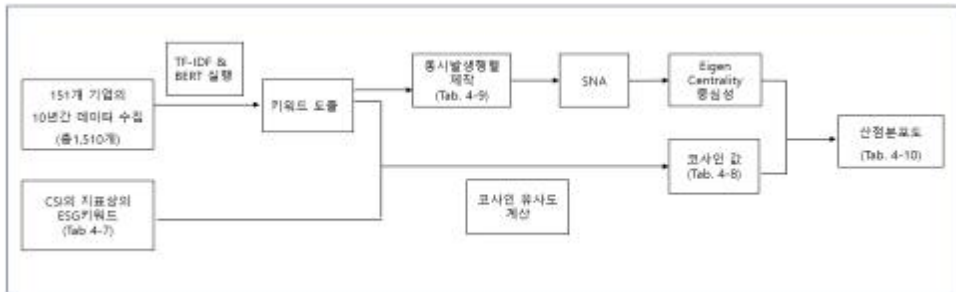 TF-IDF &
BERT 실행
151개 기업의
10년간 데이타 수집
(총1,510개)
키워드 도출
동시발생행렬
제작
(Tab. 4-9)
SNA
Eigen
Centrality
중심성
산점분포도
(Tab. 4-10)
코사인 값
(Tab. 4-8)
CSI의 지표상의
ESG키워드
(Tab 4-7)
코사인 유사도
계산